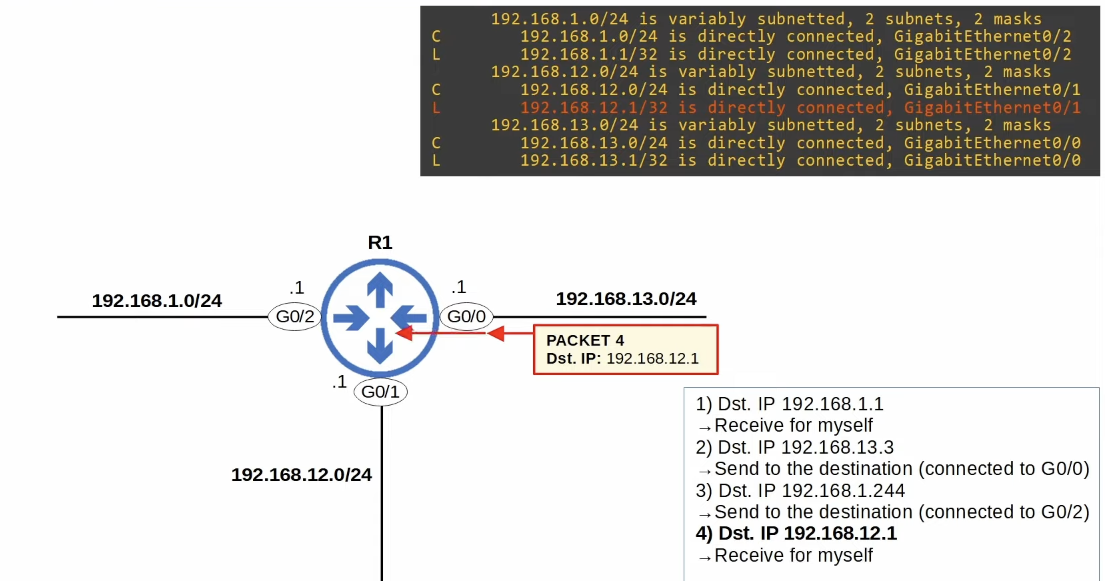 192.168.1.0/24 is variably subnetted, 2 subnets, 2 masks
C 192.168.1.0/24 is directly connected, GigabitEthernet0/2
L 192.168.1.1/32 is directly connected, GigabitEthernet0/2
192.168.12.0/24 is variably subnetted, 2 subnets, 2 masks
C 192.168.12.0/24 is directly connected, GigabitEthernet0/1
L 192.168.12.1/32 is directly connected, GigabitEthernet0/1
192.168.13.0/24 is variably subnetted, 2 subnets, 2 masks
C 192.168.13.0/24 is directly connected, GigabitEthernet0/0
L 192.168.13.1/32 is directly connected, GigabitEthernet0/0
R1
192.168.1.0/24
.1
G0/2
.1
G0/0
192.168.13.0/24
PACKET 4
Dst. IP: 192.168.12.1
.1
G0/1
192.168.12.0/24
1) Dst. IP 192.168.1.1
→Receive for myself
2) Dst. IP 192.168.13.3
→Send to the destination (connected to G0/0)
3) Dst. IP 192.168.1.244
→Send to the destination (connected to G0/2)
4) Dst. IP 192.168.12.1
→Receive for myself